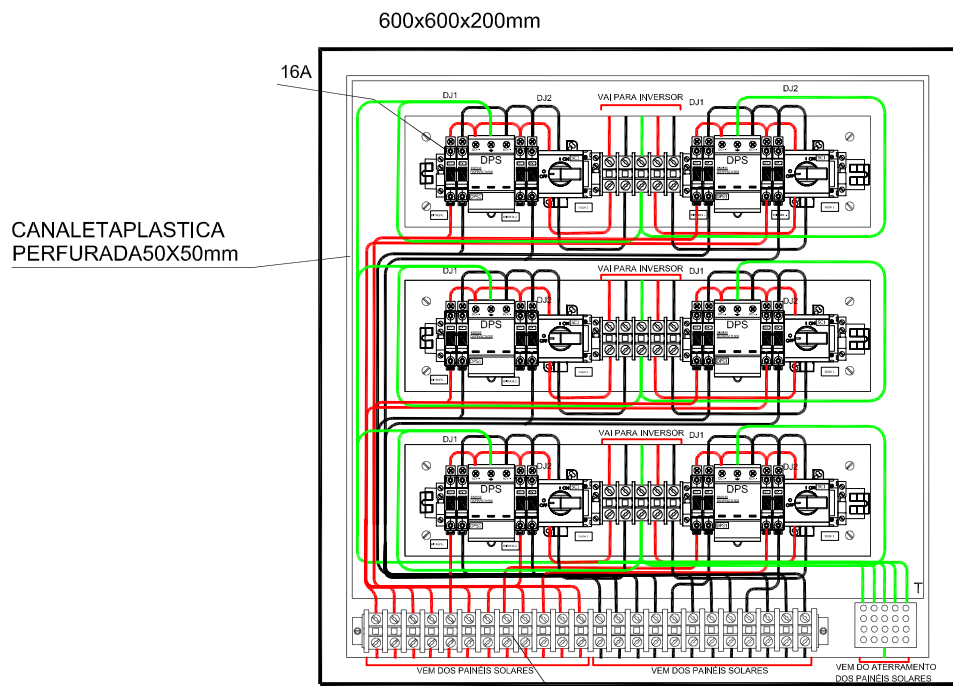 600x600x200mm
16A
CANALETAPLASTICA
PERFURADA50X50mm
DJ1
DJ2
VAI PARA INVERSOR
DJ1
DJ2
DPS
DPS
DJ1
DJ2
VAI PARA INVERSOR
DJ1
DJ2
DPS
DPS
DJ1
DJ2
VAI PARA INVERSOR
DJ1
DJ2
DPS
DPS
T
VEM DOS PAINÉIS SOLARES
VEM DOS PAINÉIS SOLARES
VEM DO ATERRAMENTO
DOS PAINÉIS SOLARES